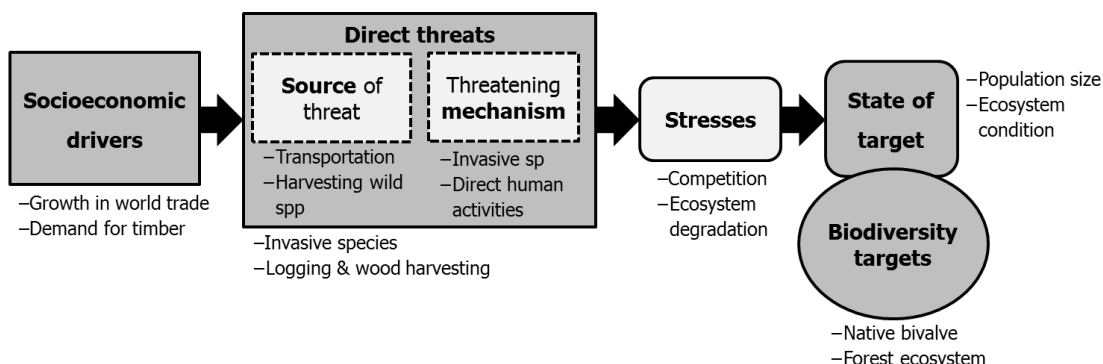 Socioeconomic
drivers
–Growth in world trade
–Demand for timber
Direct threats
Source of
threat
–Transportation
–Harvesting wild
spp
Threatening
mechanism
–Invasive sp
–Direct human
activities
–Invasive species
–Logging & wood harvesting
Stresses
–Competition
–Ecosystem
degradation
State of
target
–Population size
–Ecosystem
condition
Biodiversity
targets
–Native bivalve
–Forest ecosystem